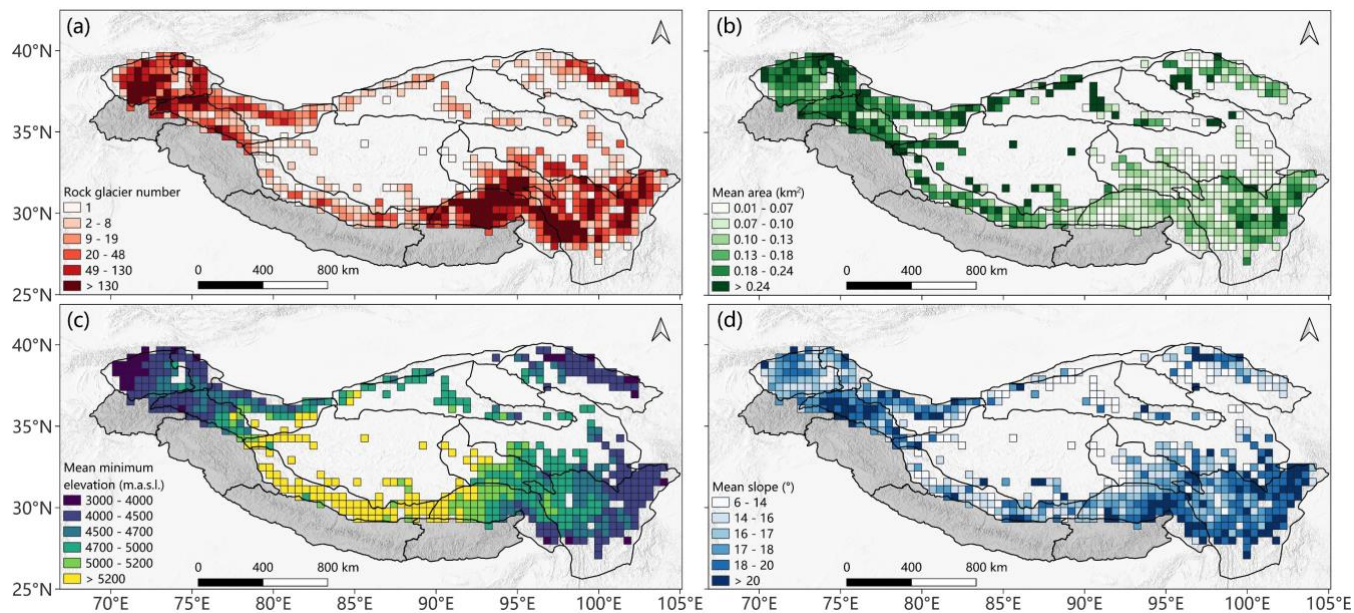 (a)
(b)
40°N
35°N
30°N
25°N
Rock glacier number
1
2 - 8
9 - 19
20 - 48
49 - 130
> 130
0 400 800 km
Mean area (km²)
0.01 - 0.07
0.07 - 0.10
0.10 - 0.13
0.13 - 0.18
0.18 - 0.24
> 0.24
0 400 800 km
(c)
(d)
40°N
35°N
30°N
25°N
Mean minimum
elevation (m.a.s.l.)
3000 - 4000
4000 - 4500
4500 - 4700
4700 - 5000
5000 - 5200
> 5200
0 400 800 km
Mean slope (°)
6 - 14
14 - 16
16 - 17
17 - 18
18 - 20
> 20
0 400 800 km
70°E 75°E 80°E 85°E 90°E 95°E 100°E 105°E
70°E 75°E 80°E 85°E 90°E 95°E 100°E 105°E